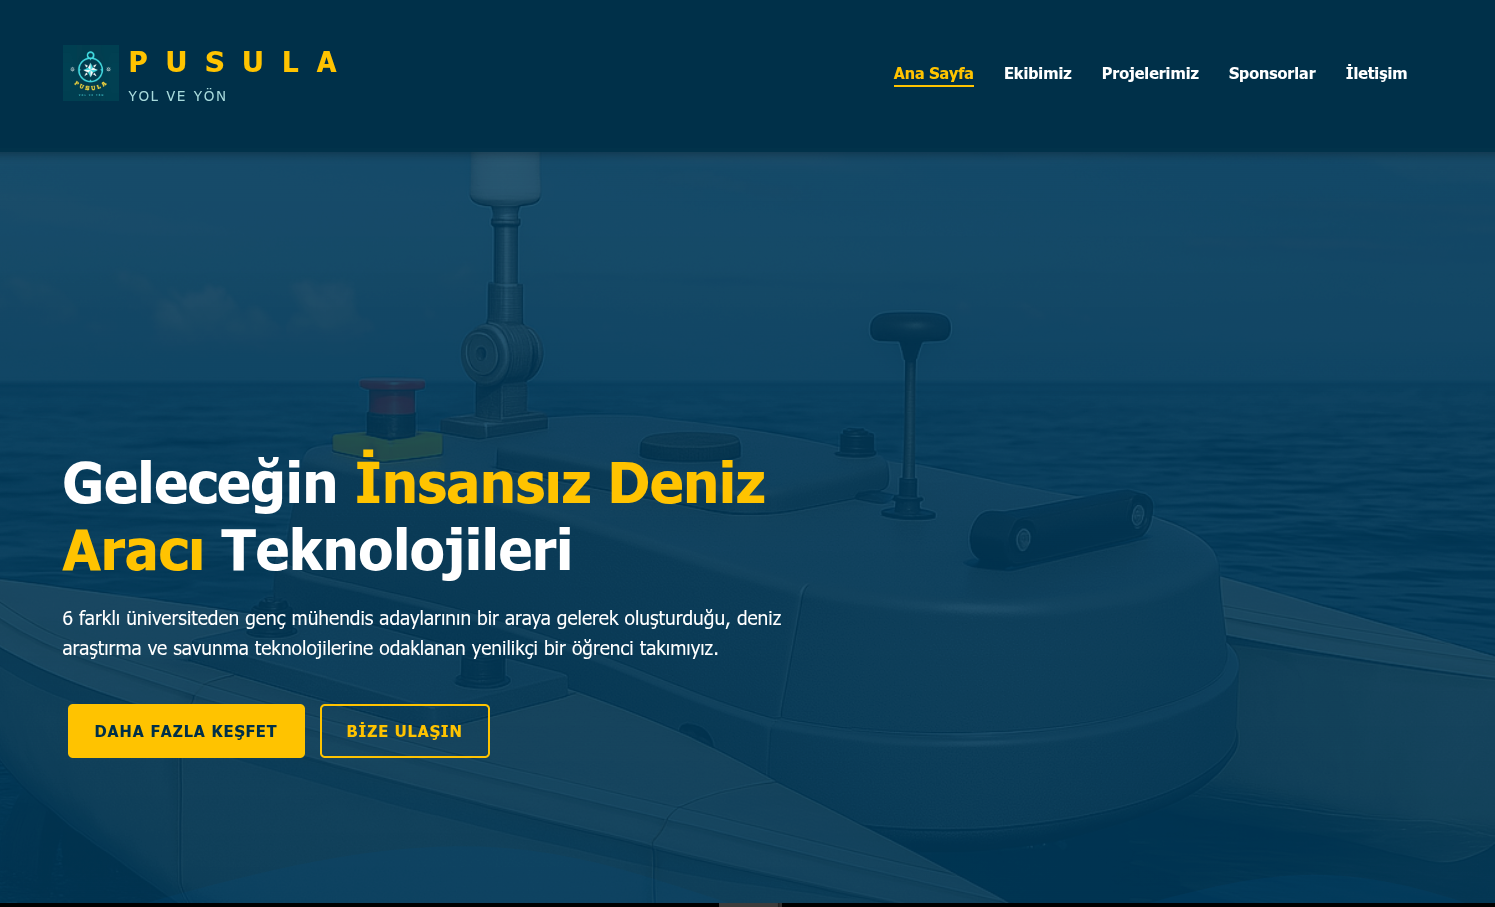 PUSULA
YOL VE YÖN
PUSULA
Ana Sayfa
Ekibimiz
Projelerimiz
Sponsorlar
İletişim
Geleceğin İnsansız Deniz
Aracı Teknolojileri
6 farklı üniversiteden genç mühendis adaylarının bir araya gelerek oluşturduğu, deniz
araştırma ve savunma teknolojilerine odaklanan yenilikçi bir öğrenci takımıyız.
DAHA FAZLA KEŞFET
BİZE ULAŞIN